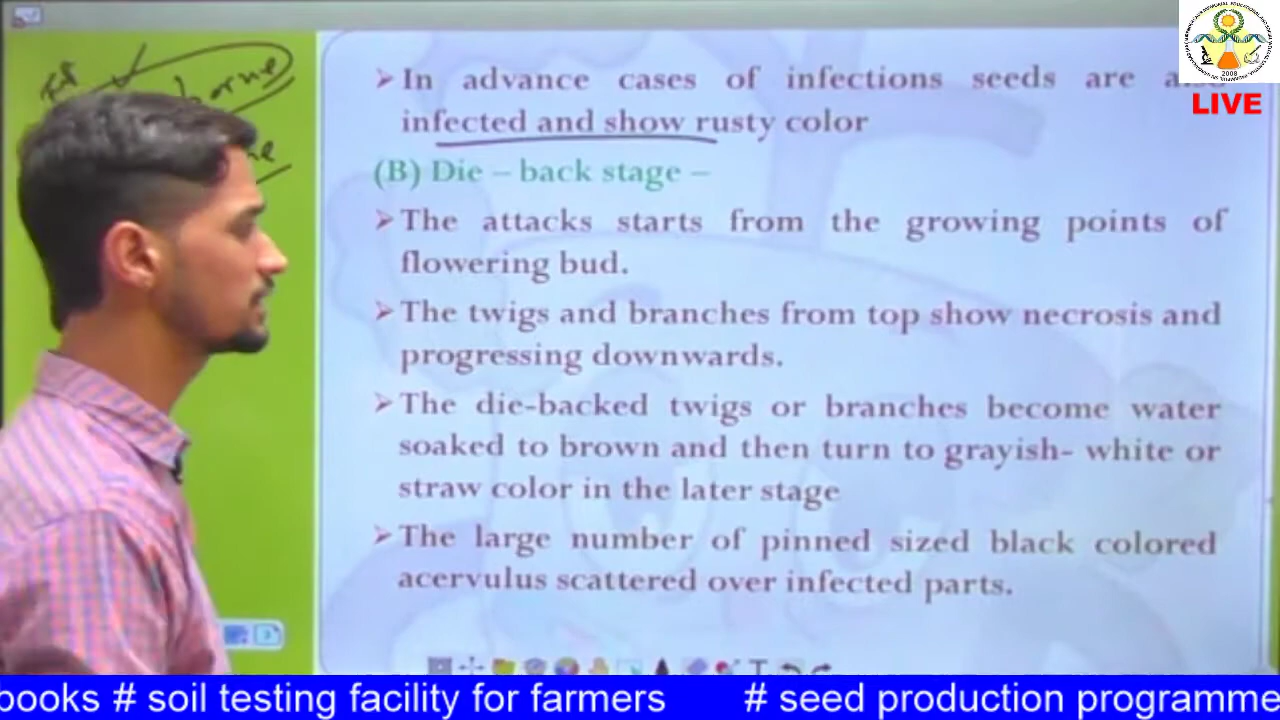 In advance cases of infections seeds are also
infected and show rusty color
(B) Die – back stage –
The attacks starts from the growing points of
flowering bud.
The twigs and branches from top show necrosis and
progressing downwards.
The die-backed twigs or branches become water
soaked to brown and then turn to grayish- white or
straw color in the later stage
The large number of pinned sized black colored
acervulus scattered over infected parts.
2008
LIVE
books # soil testing facility for farmers # seed production programme